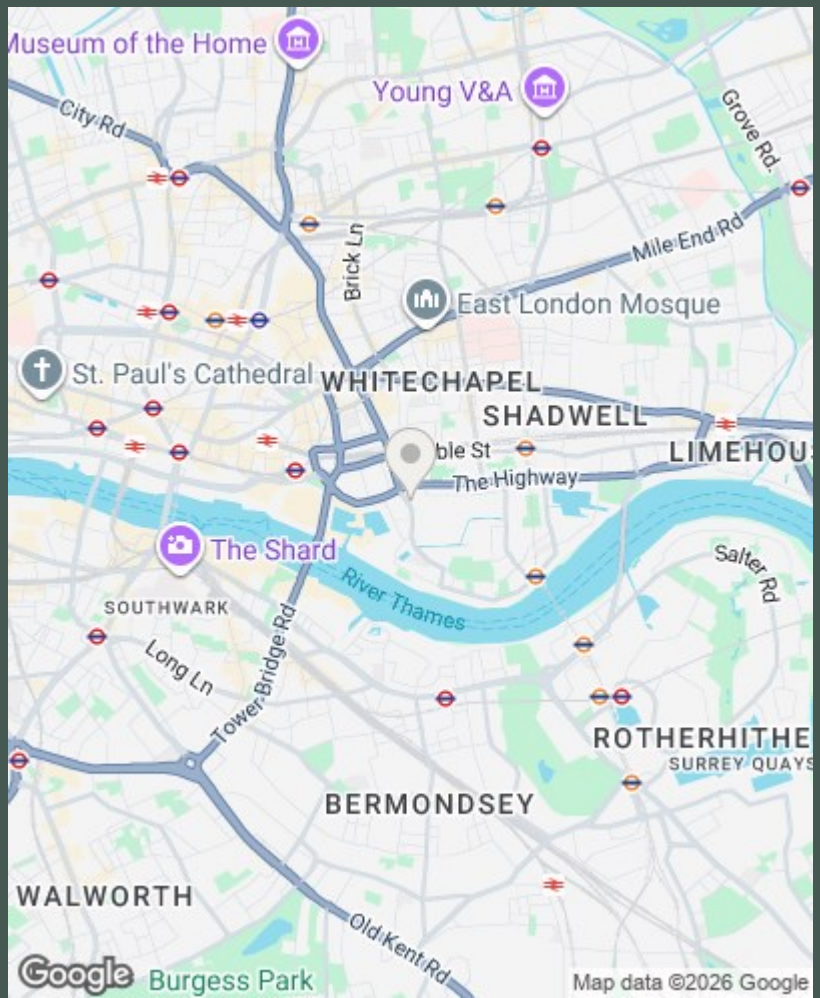 Museum of the Home
Young V&A
City Rd
Grove Rd.
Brick Ln
Mile End Rd
East London Mosque
St. Paul's Cathedral
WHITECHAPEL
SHADWELL
ble St
LIMEHOU
The Highway
The Shard
River Thames
Salter Rd
SOUTHWARK
Long Ln
Tower Bridge Rd
ROTHERHITHE
SURREY QUAYS
BERMONDSEY
WALWORTH
Old Kent Rd
Google
Burgess Park
Map data ©2026 Google